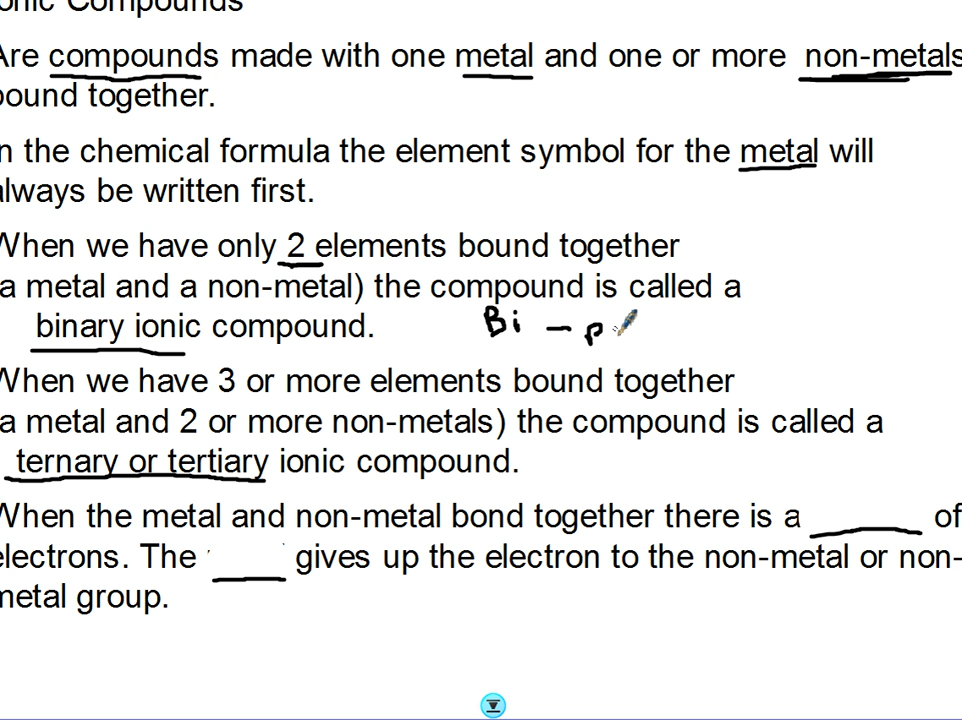 onic Compounds
Are compounds made with one metal and one or more non-metals
bound together.
n the chemical formula the element symbol for the metal will
always be written first.
When we have only 2 elements bound together
a metal and a non-metal) the compound is called a
binary ionic compound. Bi - p
When we have 3 or more elements bound together
a metal and 2 or more non-metals) the compound is called a
ternary or tertiary ionic compound.
When the metal and non-metal bond together there is a of
electrons. The gives up the electron to the non-metal or non-
metal group.